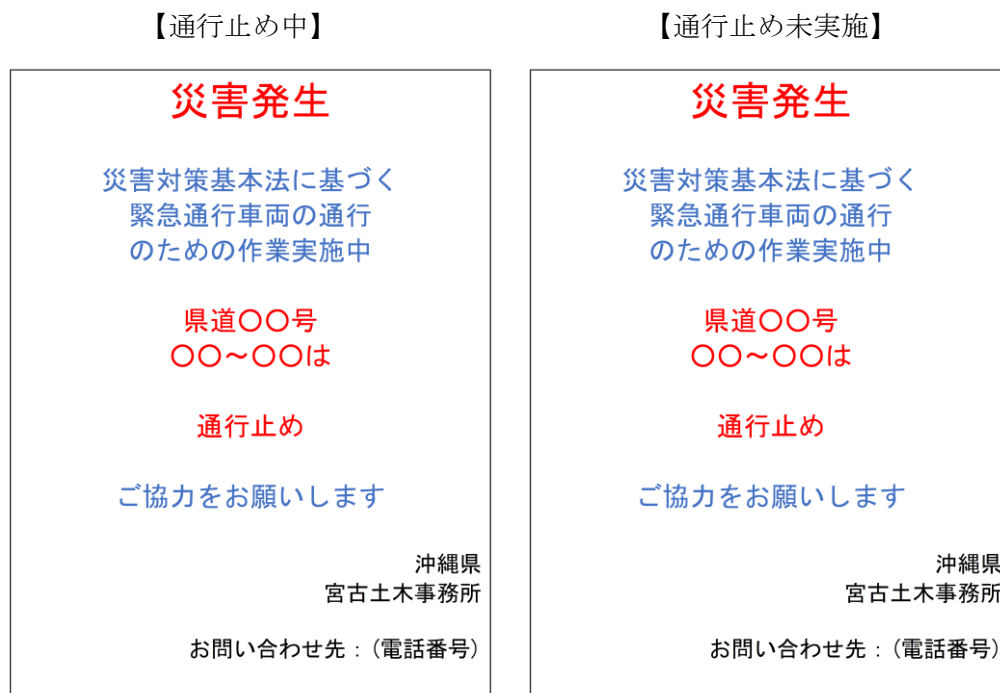 【通行止め中】
災害発生
災害対策基本法に基づく
緊急通行車両の通行
のための作業実施中
県道〇〇号
〇〇~〇〇は
通行止め
ご協力をお願いします
沖縄県
宮古土木事務所
お問い合わせ先:(電話番号)
【通行止め未実施】
災害発生
災害対策基本法に基づく
緊急通行車両の通行
のための作業実施中
県道〇〇号
〇〇~〇〇は
通行止め
ご協力をお願いします
沖縄県
宮古土木事務所
お問い合わせ先:(電話番号)